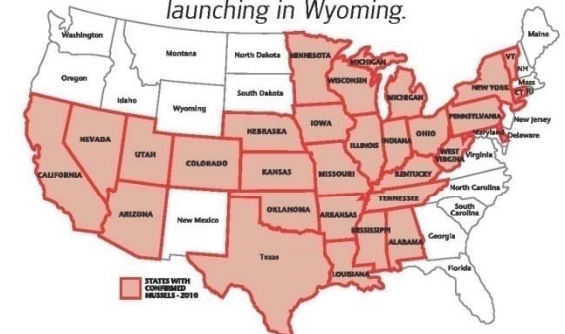 launching in Wyoming.
Washington
Montana
North Dakota
MINNESOTA
Maine
Oregon
Idaho
Wyoming
South Dakota
WISCONSIN
MICHIGAN
MICHIGAN
NEW YORK
VT
NH
Mass
CT
RI
NEVADA
UTAH
COLORADO
NEBRASKA
IOWA
ILLINOIS
INDIANA
OHIO
PENNSYLVANIA
New Jersey
Maryland
Delaware
CALIFORNIA
KANSAS
MISSOURI
KENTUCKY
WEST
VIRGINA
Virginia
ARIZONA
New Mexico
OKLAHOMA
ARKANSAS
TENNESSEE
North Carolina
South
Carolina
Texas
LOUISIANA
MISSISSIPPI
ALABAMA
Georgia
Florida
STATES WITH
CONFIRMED
MUSSELS - 2010